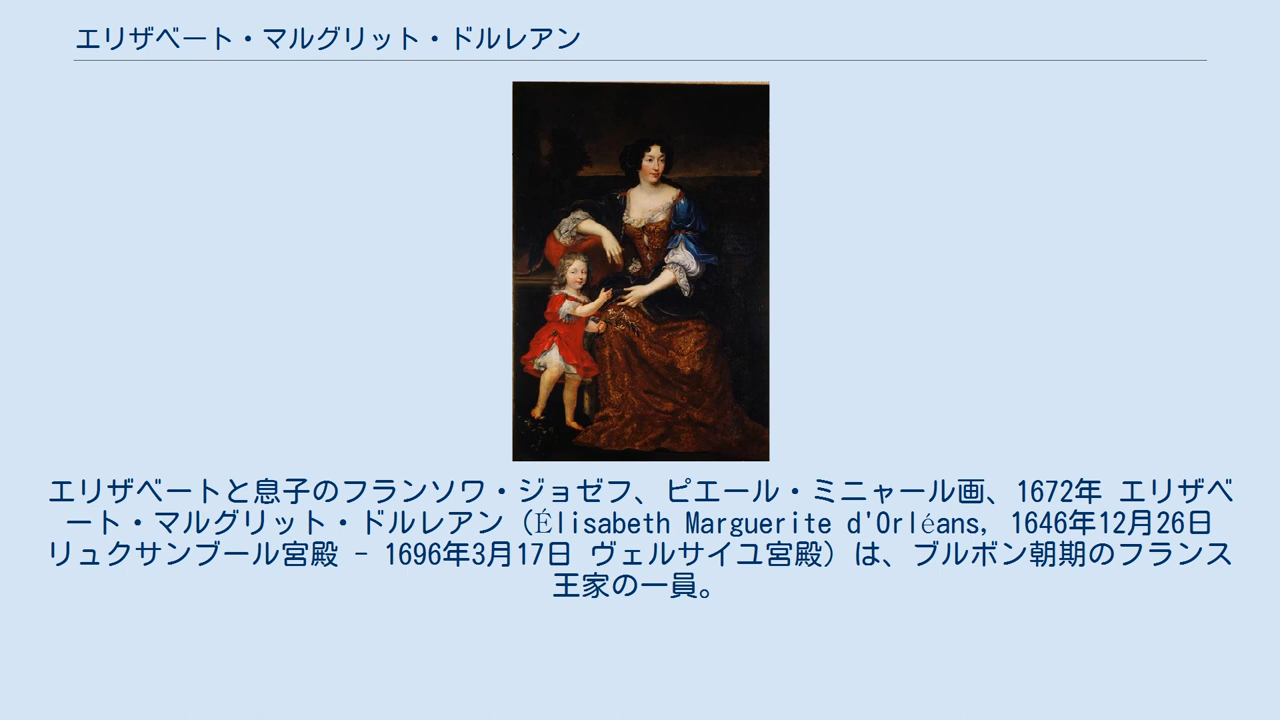 エリザベート・マルグリット・ドルレアン
エリザベートと息子のフランソワ・ジョゼフ、ピエール・ミニャール画、1672年 エリザベ
ート・マルグリット・ドルレアン（Élisabeth Marguerite d'Orléans, 1646年12月26日
リュクサンブール宮殿 - 1696年3月17日 ヴェルサイユ宮殿）は、ブルボン朝期のフランス
王家の一員。